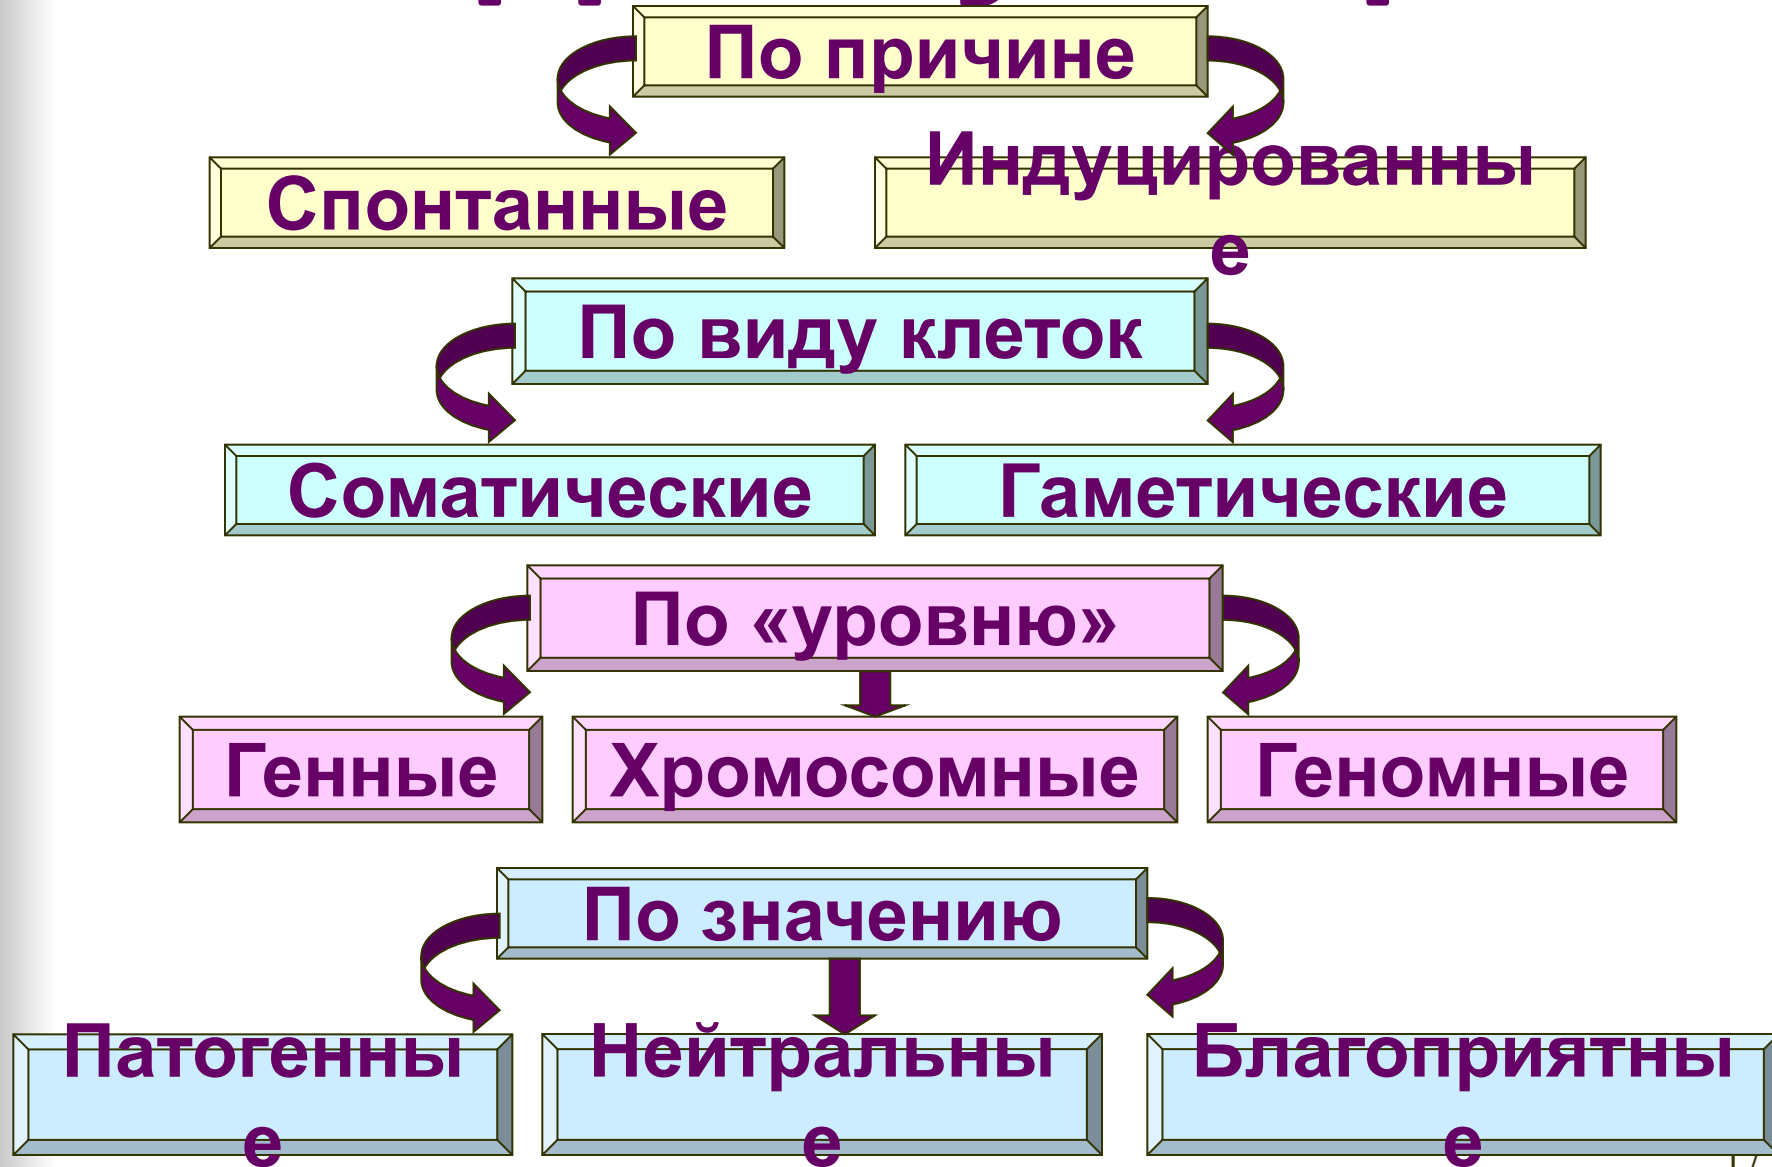 По причине
Спонтанные
Индуцированны
е
По виду клеток
Соматические
Гаметические
По «уровню»
Генные
Хромосомные
Геномные
По значению
Патогенны
е
Нейтральны
е
Благоприятны
е